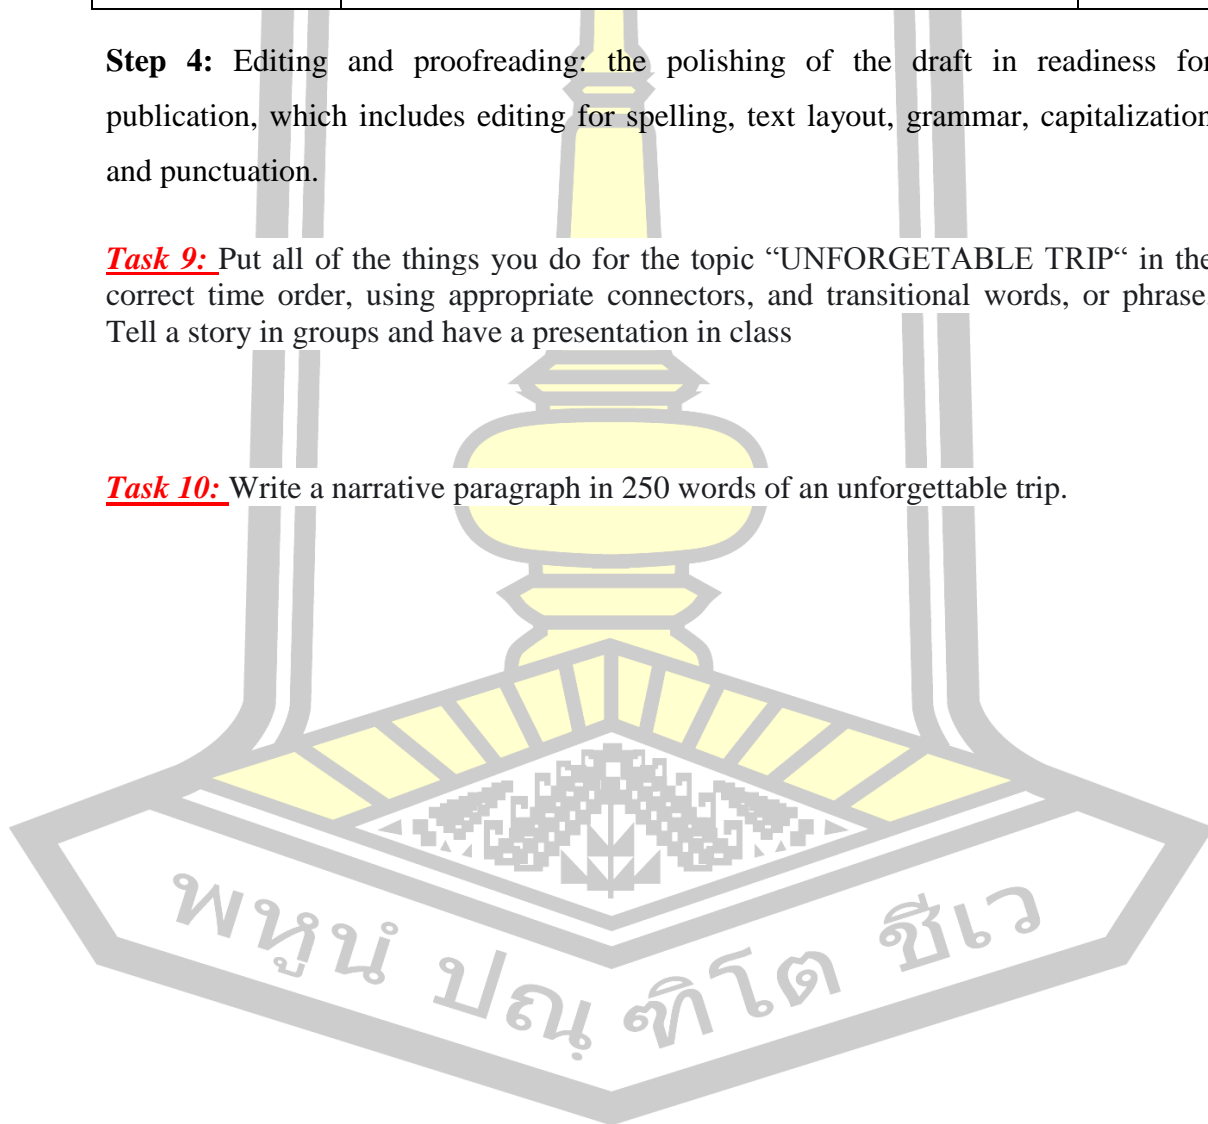 Step 4: Editing and proofreading: the polishing of the draft in readiness for
publication, which includes editing for spelling, text layout, grammar, capitalization
and punctuation.
Task 9: Put all of the things you do for the topic “UNFORGETABLE TRIP“ in the
correct time order, using appropriate connectors, and transitional words, or phrase.
Tell a story in groups and have a presentation in class
Task 10: Write a narrative paragraph in 250 words of an unforgettable trip.
พหูนํ ปณฺฑิโต ชีเว